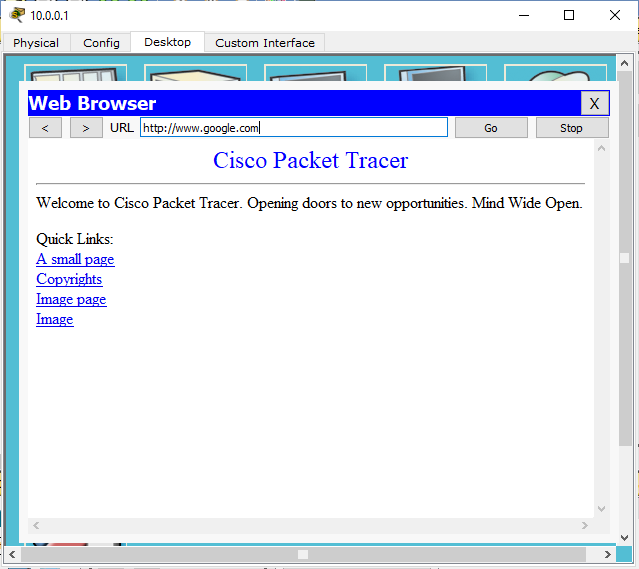 10.0.0.1
Physical Config Desktop Custom Interface
Web Browser X
< > URL http://www.google.com Go Stop
Cisco Packet Tracer
Welcome to Cisco Packet Tracer. Opening doors to new opportunities. Mind Wide Open.
Quick Links:
A small page
Copyrights
Image page
Image